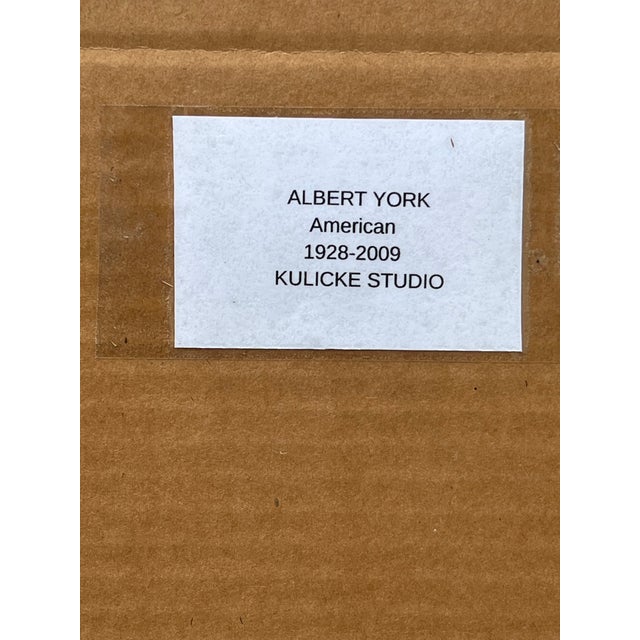 ALBERT YORK
American
1928-2009
KULICKE STUDIO